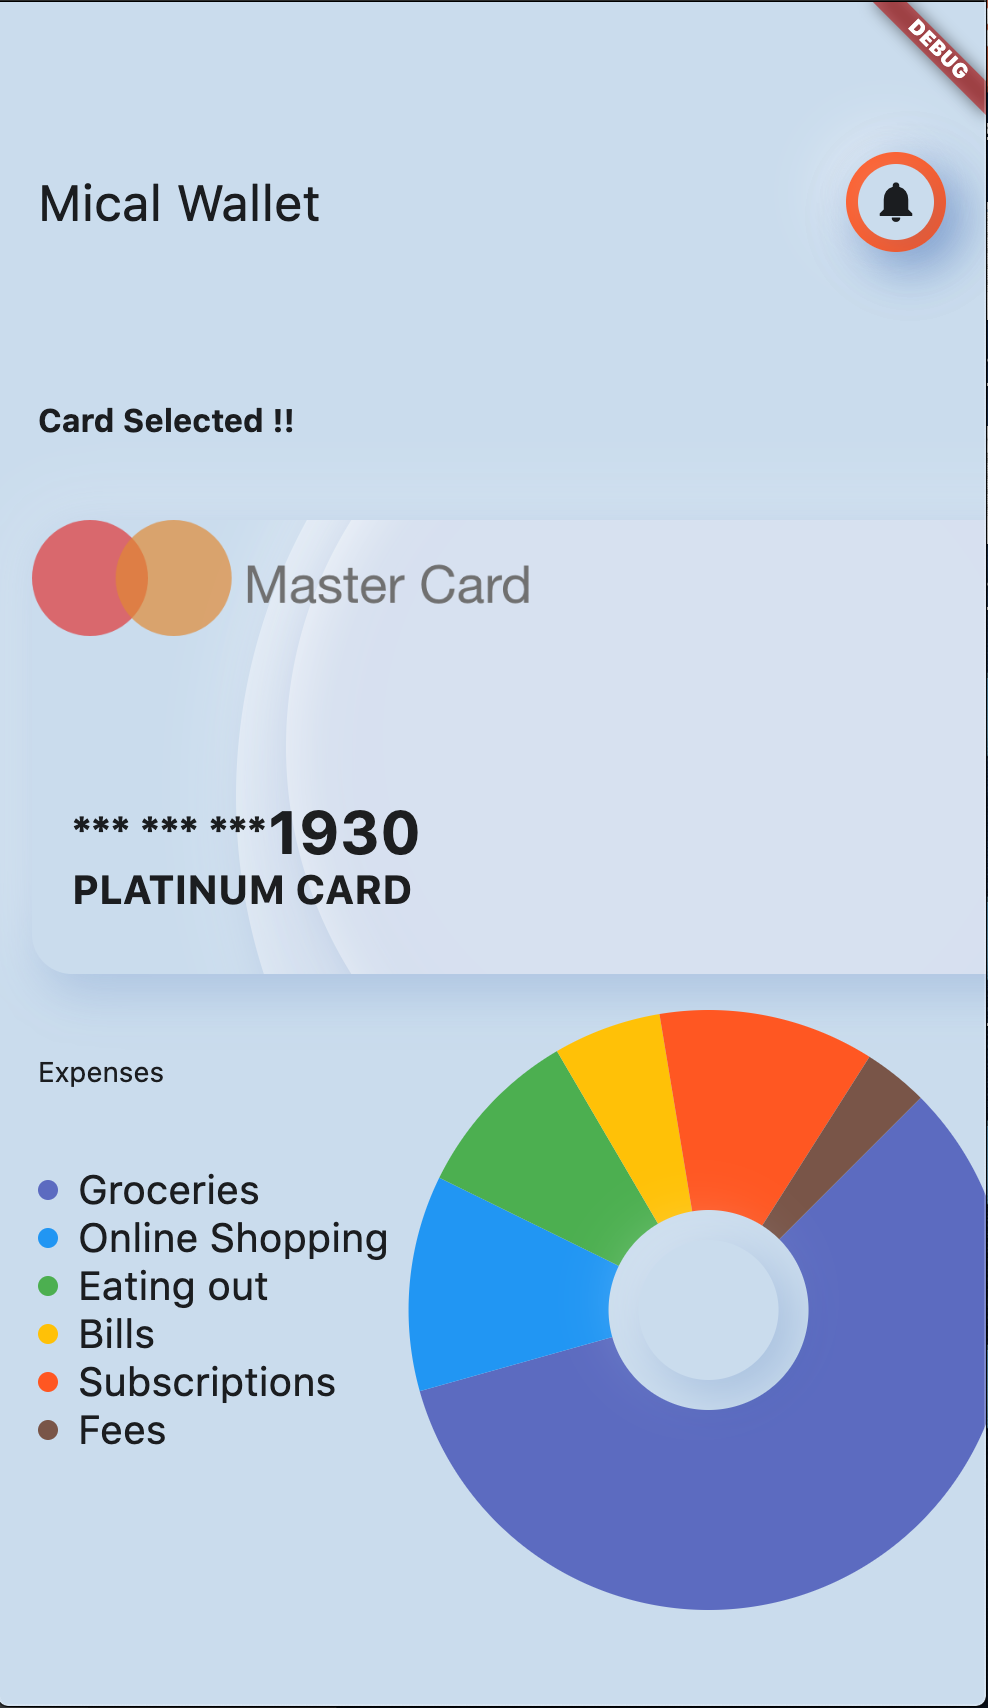 DEBUG
Mical Wallet
Card Selected !!
Master Card
*** *** ***1930
PLATINUM CARD
Expenses
Groceries
Online Shopping
Eating out
Bills
Subscriptions
Fees